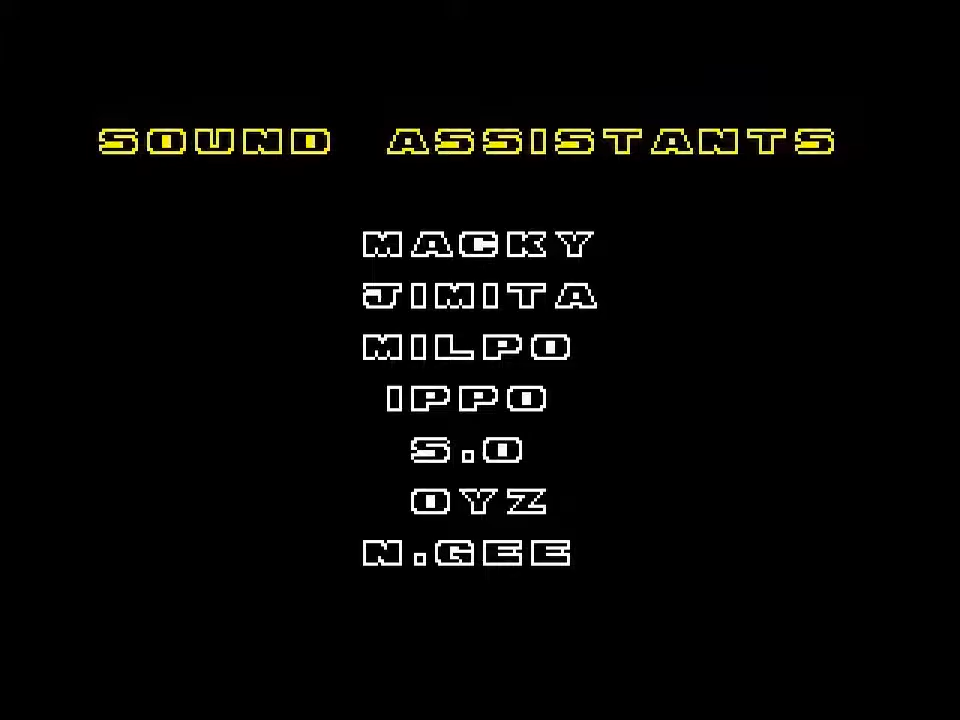 SOUND ASSISTANTS
MACKY
JIMITA
MILPO
IPPO
S.O
OYZ
N.GEE